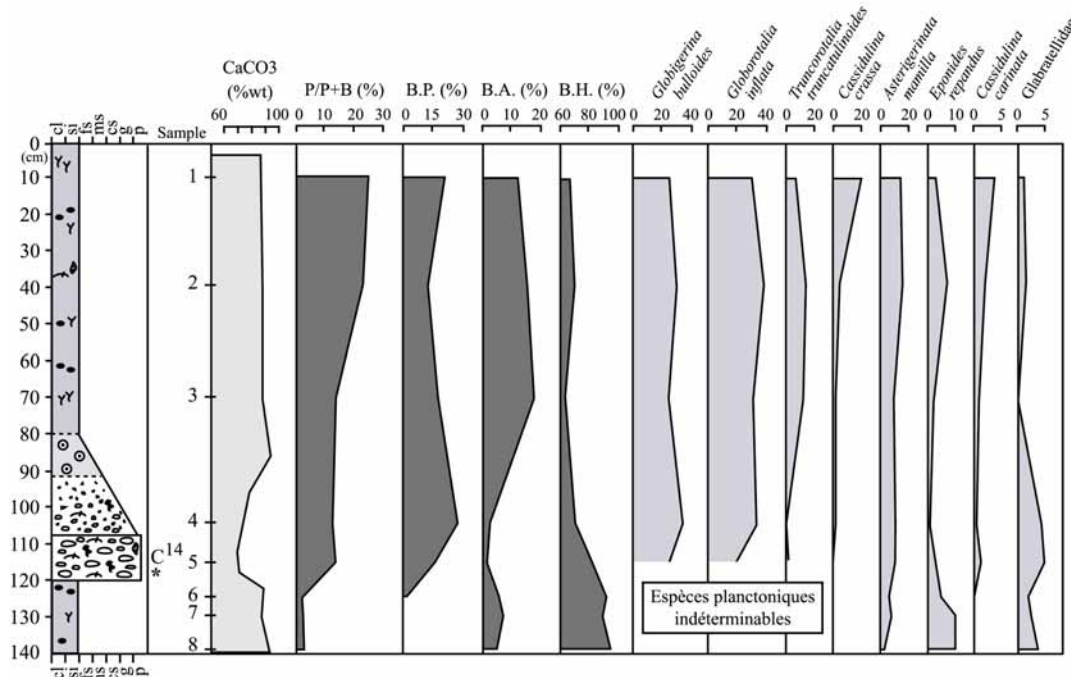 CaCO3
(%wt)
P/P+B (%)
B.P. (%)
B.A. (%)
B.H. (%)
Globigerina
bulloides
Globorotalia
inflata
Truncorotalia
truncatulinoides
Cassidulina
crassa
Asterigerinata
mamilla
Eponides
repandus
Cassidulina
carinata
Glabratellidae
cl
si
fs
ms
cs
g
p
Sample
60 100
0 10 20 30
0 15 30
0 10 20
60 80 100
0 20 40
0 20 40
0 20
0 20
0 20
0 10
0 5
0 5
0
(cm)
10
20
30
40
50
60
70
80
90
100
110
120
130
140
1
2
3
4
5
6
7
8
C14
*
Espèces planctoniques
indéterminables
cl
si
fs
ms
cs
g
p